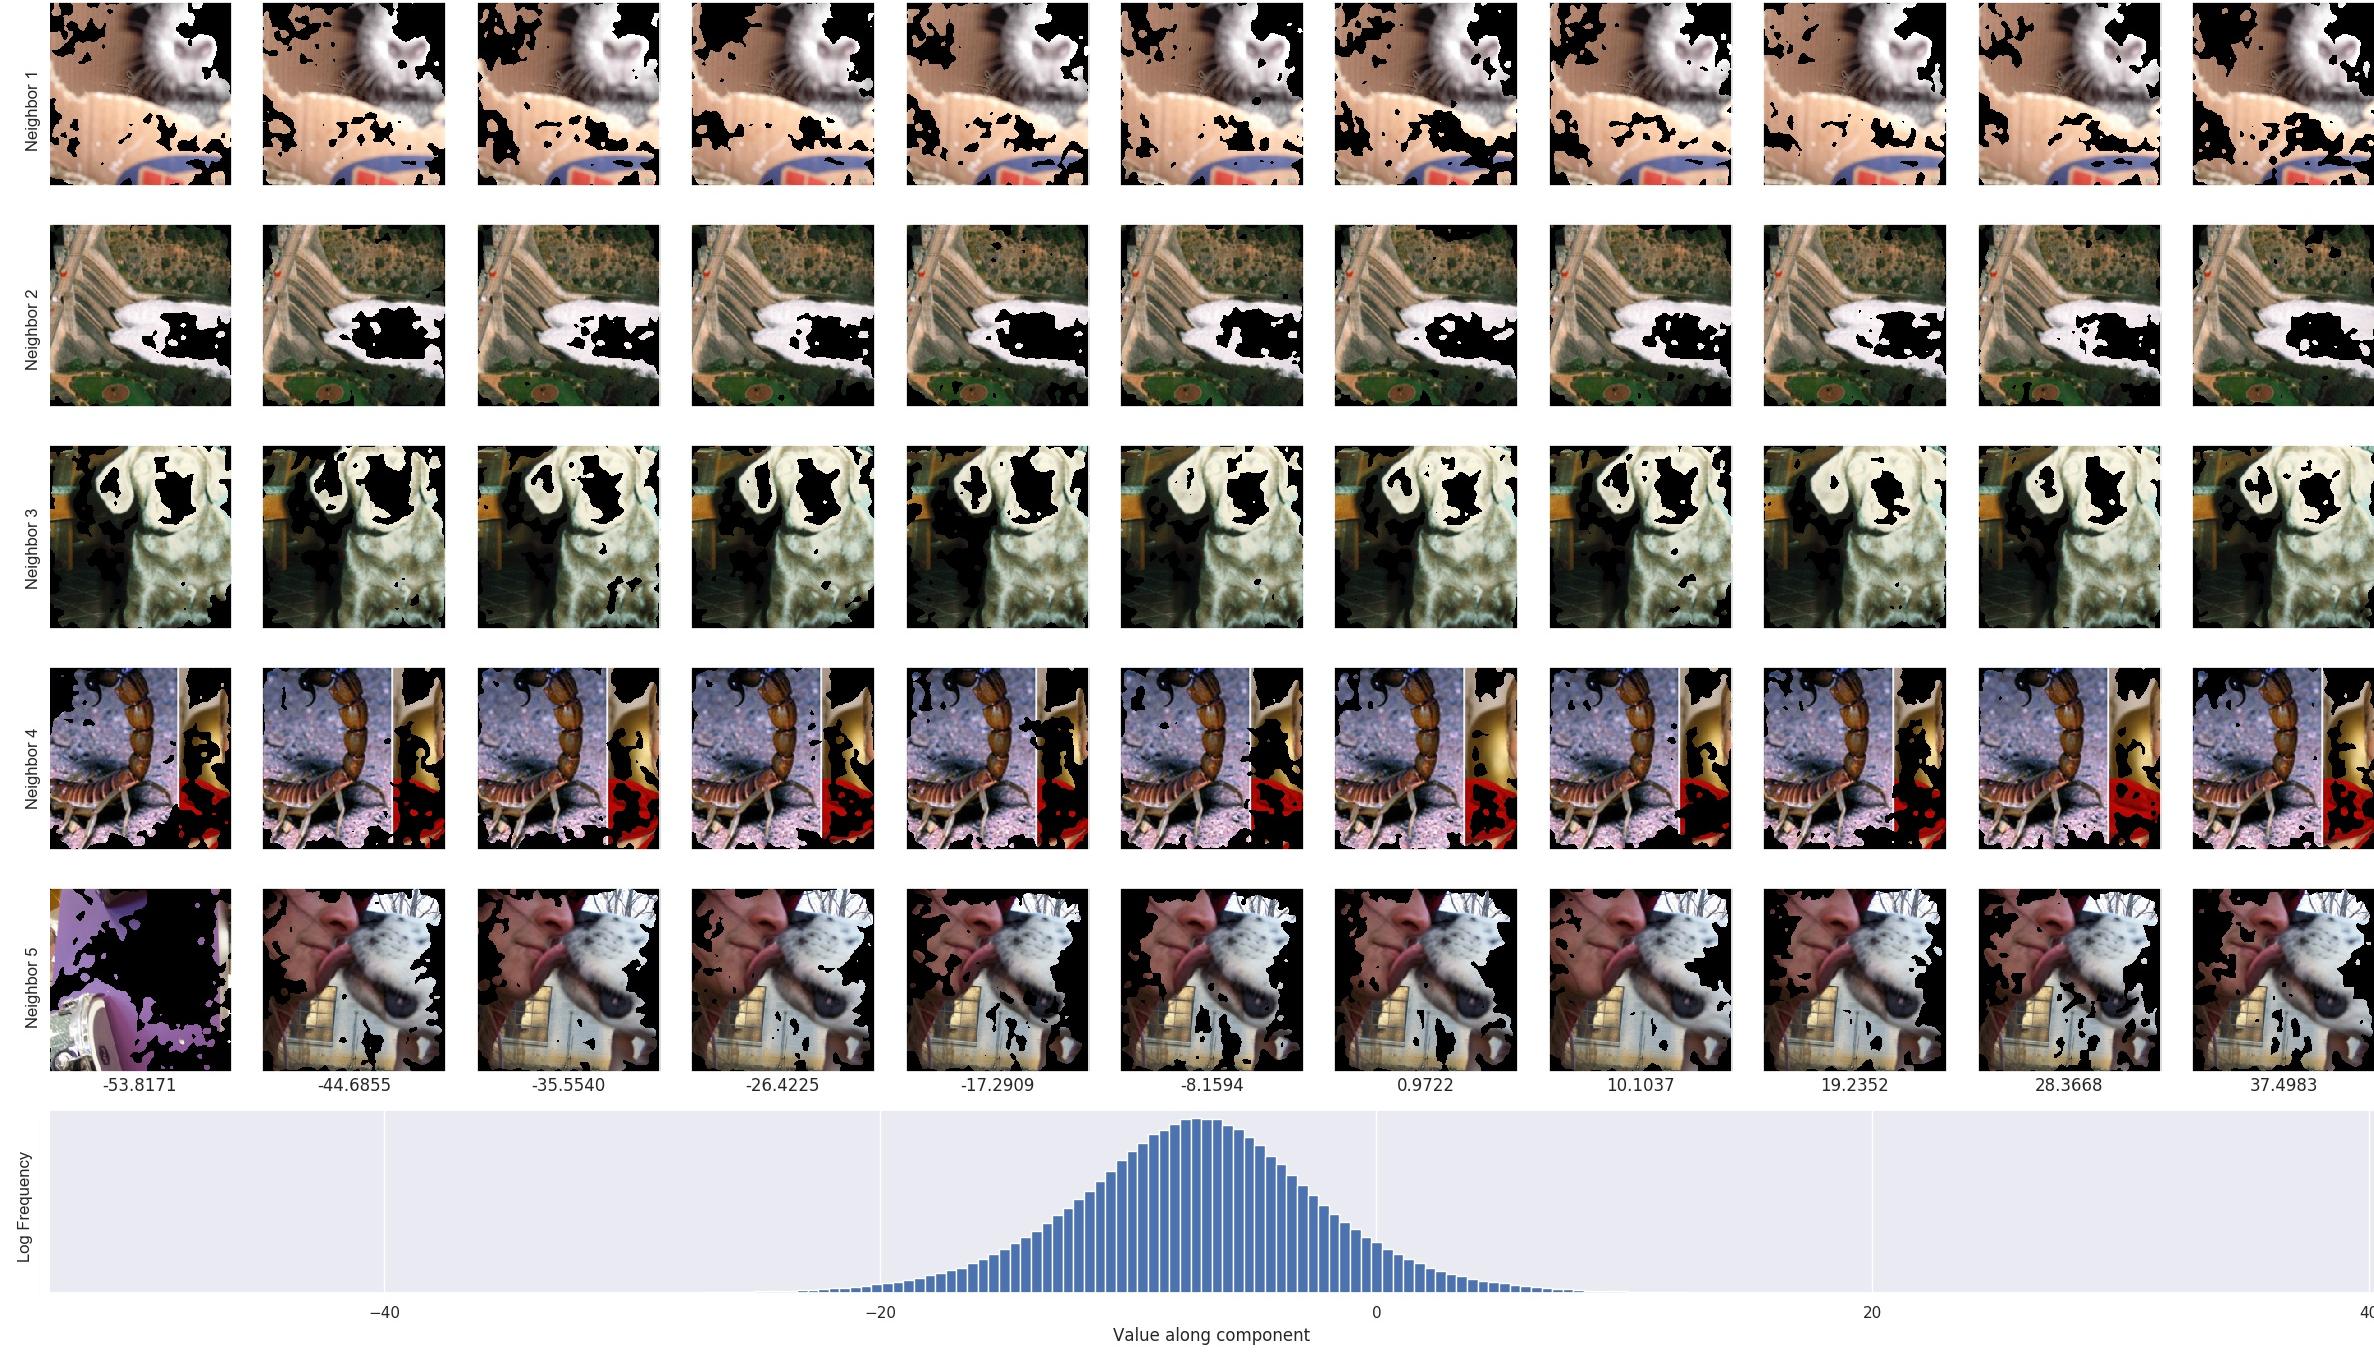 Neighbor 1
Neighbor 2
Neighbor 3
Neighbor 4
Neighbor 5
-53.8171 -44.6855 -35.5540 -26.4225 -17.2909 -8.1594 0.9722 10.1037 19.2352 28.3668 37.4983
Log Frequency
−40 −20 0 20 40
Value along component